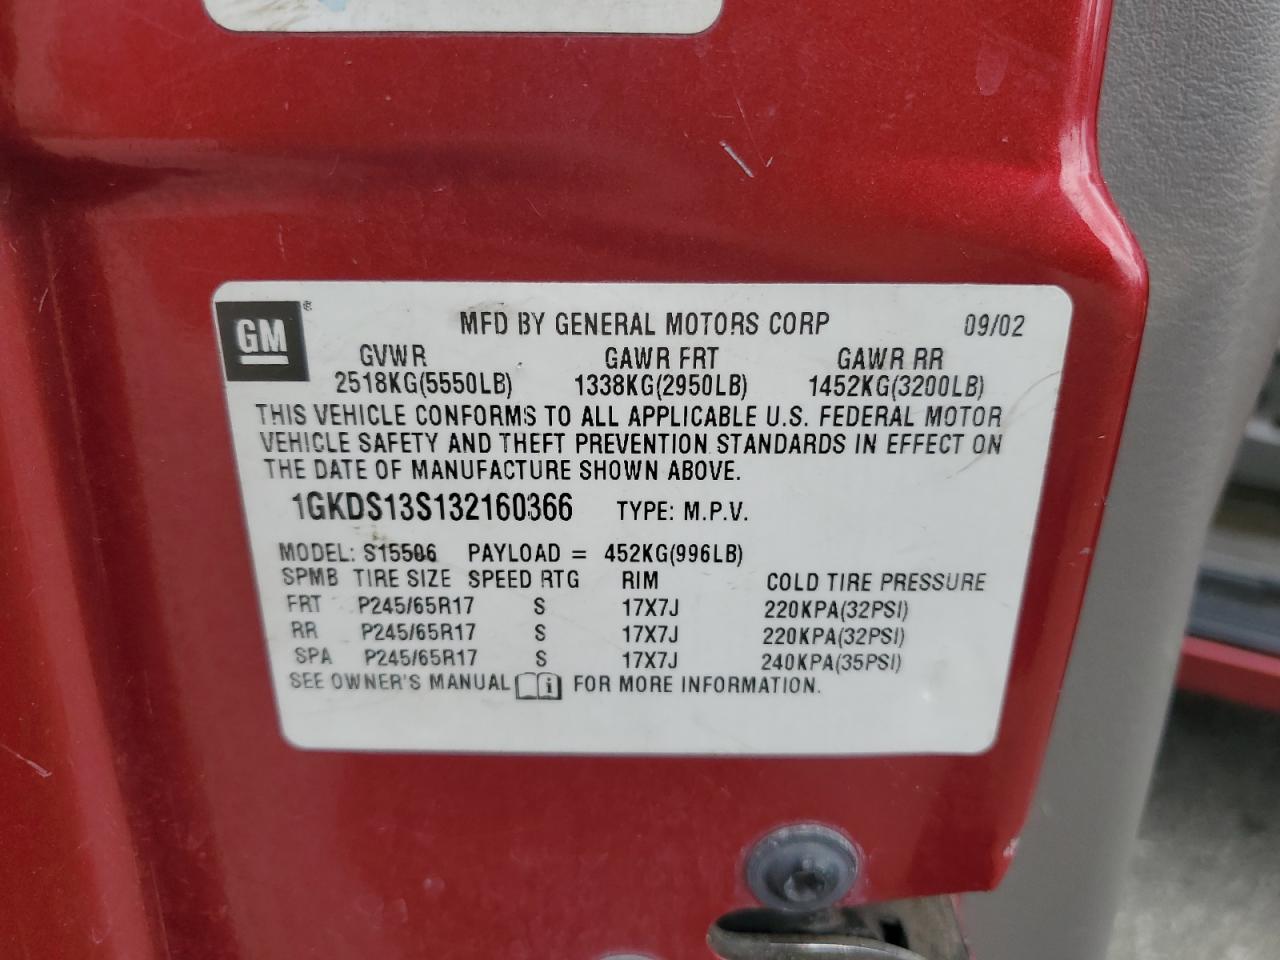 GM ® MFD BY GENERAL MOTORS CORP 09/02
GVWR GAWR FRT GAWR RR
2518KG(5550LB) 1338KG(2950LB) 1452KG(3200LB)
THIS VEHICLE CONFORMS TO ALL APPLICABLE U.S. FEDERAL MOTOR
VEHICLE SAFETY AND THEFT PREVENTION STANDARDS IN EFFECT ON
THE DATE OF MANUFACTURE SHOWN ABOVE.
1GKDS13S132160366 TYPE: M.P.V.
MODEL: S15506 PAYLOAD = 452KG(996LB)
SPMB TIRE SIZE SPEED RTG RIM COLD TIRE PRESSURE
FRT P245/65R17 S 17X7J 220KPA(32PSI)
RR P245/65R17 S 17X7J 220KPA(32PSI)
SPA P245/65R17 S 17X7J 240KPA(35PSI)
SEE OWNER'S MANUAL i FOR MORE INFORMATION.